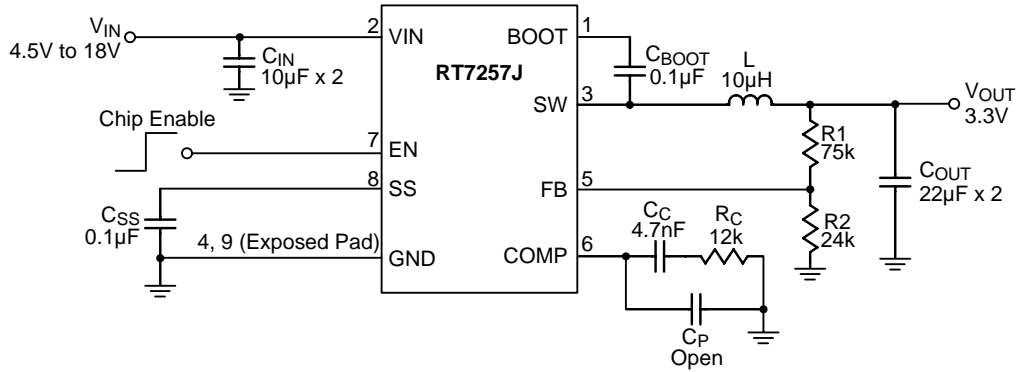 VIN
4.5V to 18V
CIN
10µF x 2
2
VIN
RT7257J
BOOT
1
CBOOT
0.1µF
L
10µH
SW
3
VOUT
3.3V
Chip Enable
7
EN
R1
75k
COUT
22µF x 2
8
SS
FB
5
CSS
0.1µF
R2
24k
4, 9 (Exposed Pad)
GND
COMP
6
CC
4.7nF
RC
12k
CP
Open